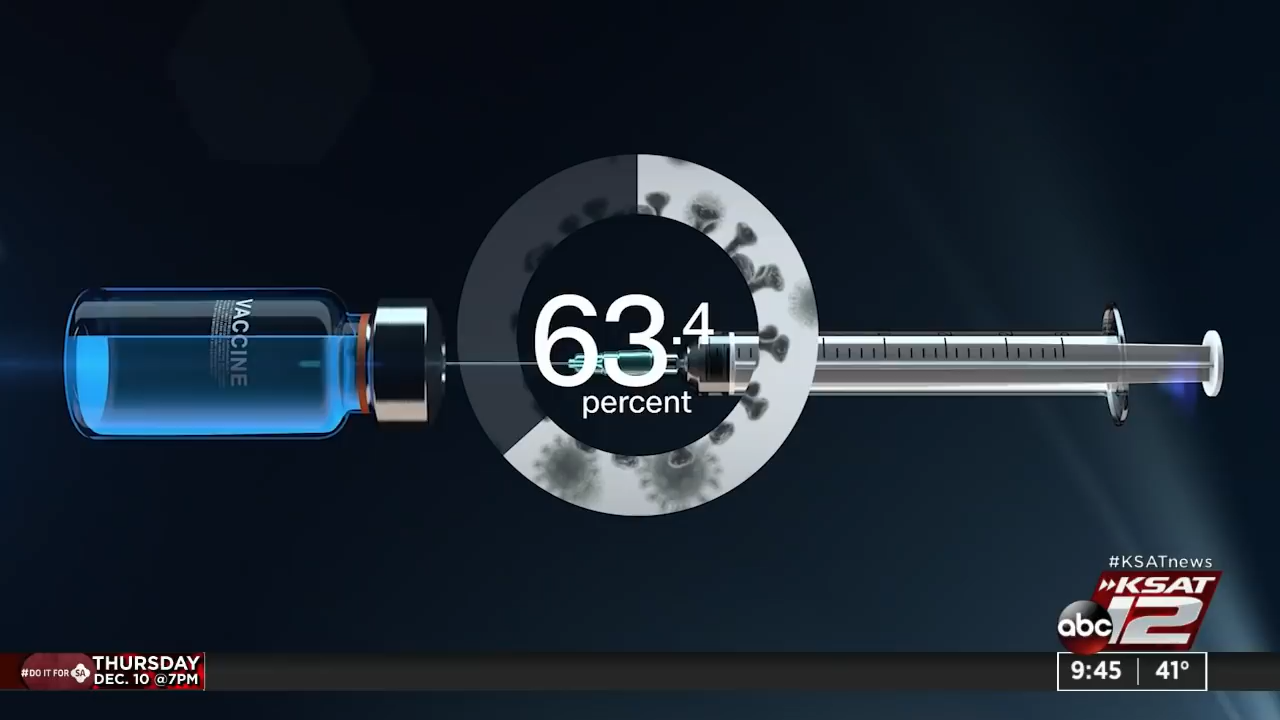 VACCINE
63.4
percent
#KSATnews
KSAT
abc 12
#DO IT FOR SA
THURSDAY
DEC. 10 @7PM
9:45 41°